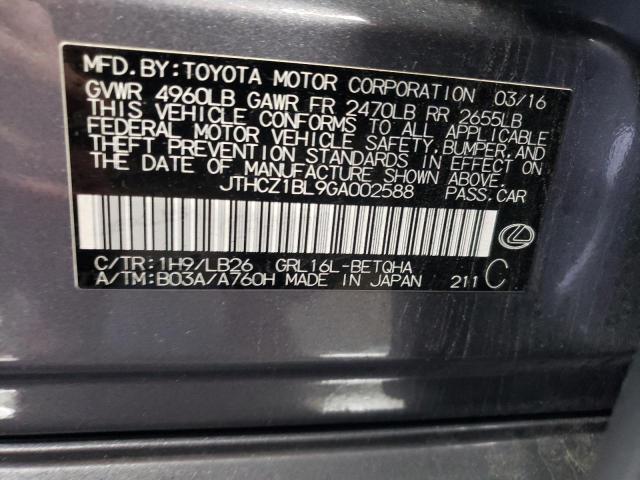 MFD.BY:TOYOTA MOTOR CORPORATION 03/16
GVWR 4960LB GAWR FR 2470LB RR 2655LB
THIS VEHICLE CONFORMS TO ALL APPLICABLE
FEDERAL MOTOR VEHICLE SAFETY,BUMPER,AND
THEFT PREVENTION STANDARDS IN EFFECT ON
THE DATE OF MANUFACTURE SHOWN ABOVE.
JTHCZ1BL9GA002588 PASS.CAR
C/TR:1H9/LB26 GRL16L-BETQHA
A/TM:B03A/A760H MADE IN JAPAN 211 C